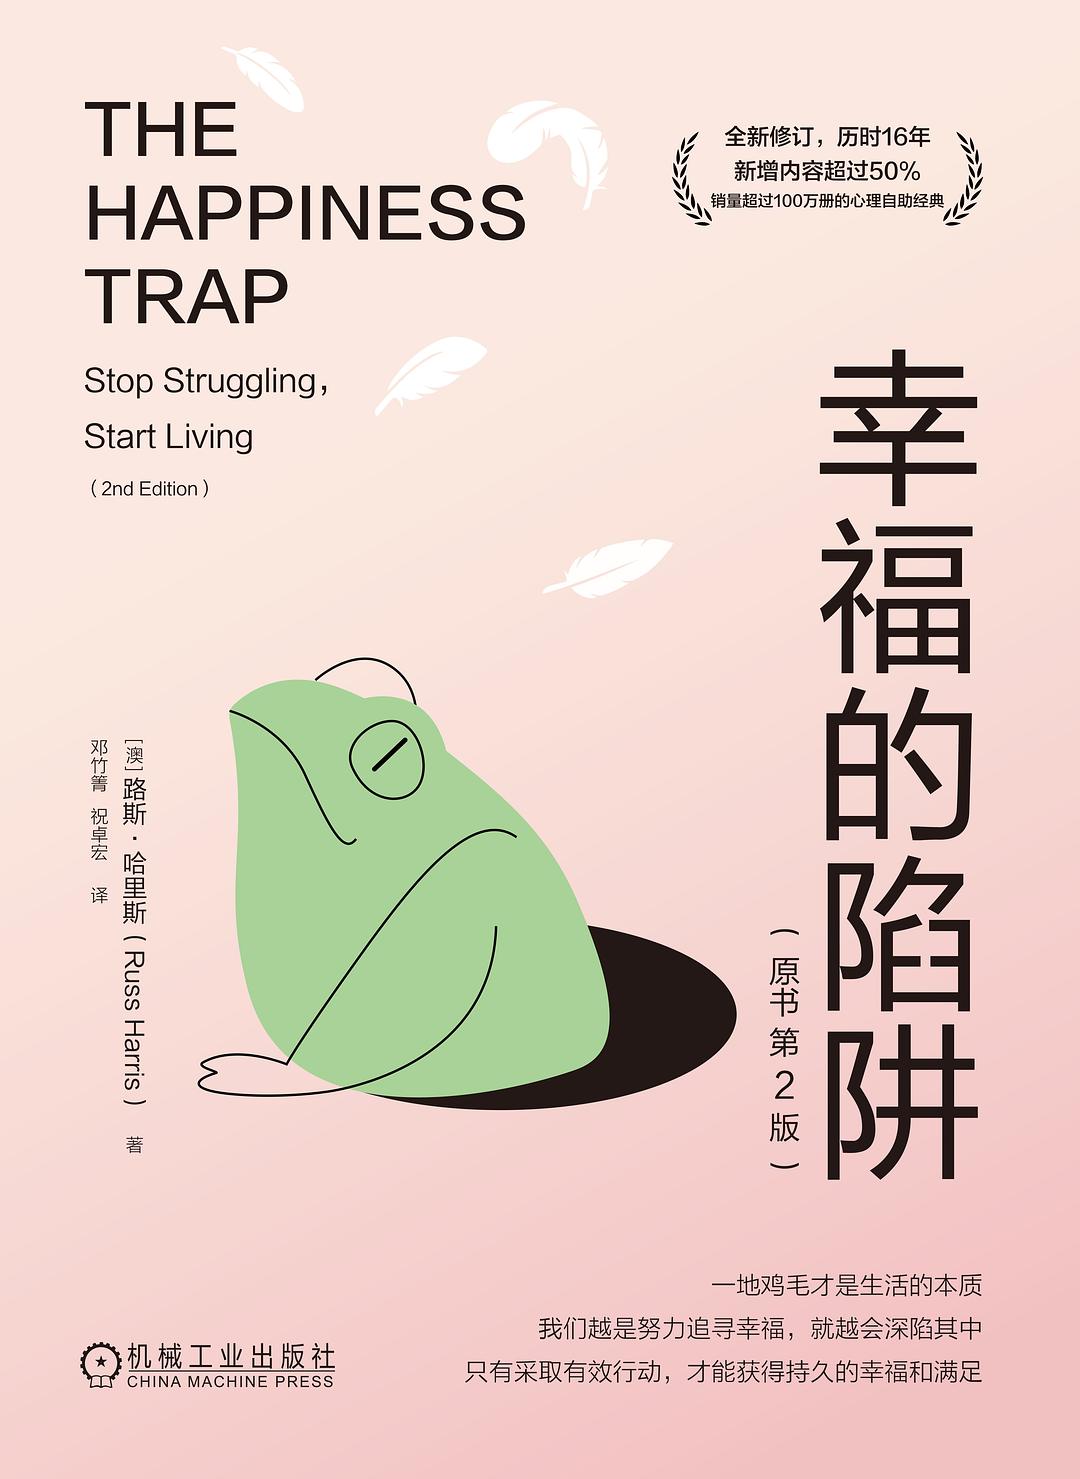 THE
HAPPINESS
TRAP
Stop Struggling,
Start Living
（2nd Edition）
全新修订，历时16年
新增内容超过50%
销量超过100万册的心理自助经典
幸福的陷阱
（原书第2版）
［澳］路斯·哈里斯（Russ Harris） 著
邓竹箐 祝卓宏 译
一地鸡毛才是生活的本质
我们越是努力追寻幸福，就越会深陷其中
只有采取有效行动，才能获得持久的幸福和满足
机械工业出版社
CHINA MACHINE PRESS